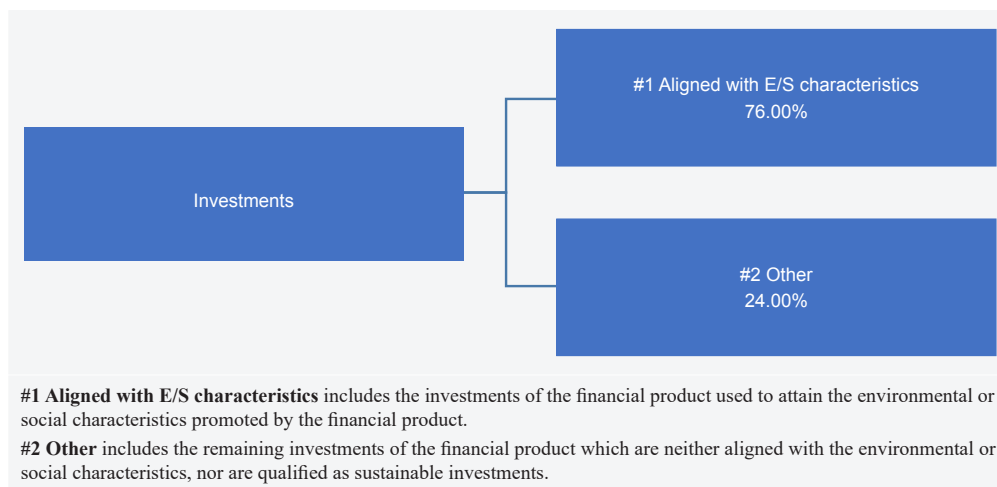 Investments
#1 Aligned with E/S characteristics
76.00%
#2 Other
24.00%
#1 Aligned with E/S characteristics includes the investments of the financial product used to attain the environmental or
social characteristics promoted by the financial product.
#2 Other includes the remaining investments of the financial product which are neither aligned with the environmental or
social characteristics, nor are qualified as sustainable investments.